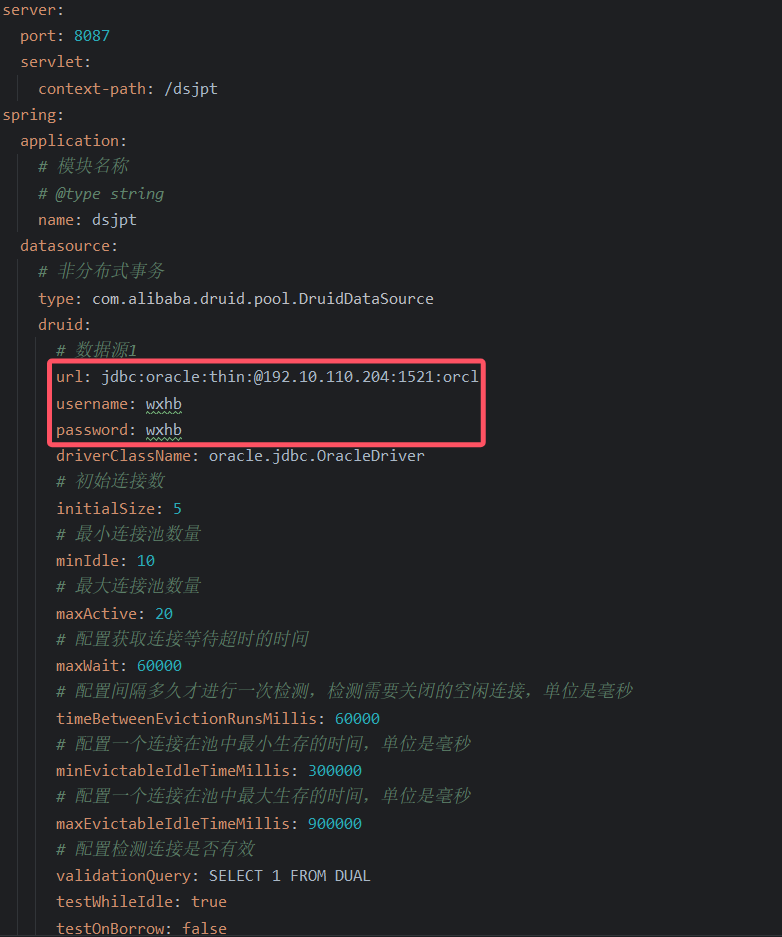 server:
  port: 8087
  servlet:
    context-path: /dsjpt
spring:
  application:
    # 模块名称
    # @type string
    name: dsjpt
  datasource:
    # 非分布式事务
    type: com.alibaba.druid.pool.DruidDataSource
    druid:
      # 数据源1
      url: jdbc:oracle:thin:@192.10.110.204:1521:orcl
      username: wxhb
      password: wxhb
      driverClassName: oracle.jdbc.OracleDriver
      # 初始连接数
      initialSize: 5
      # 最小连接池数量
      minIdle: 10
      # 最大连接池数量
      maxActive: 20
      # 配置获取连接等待超时的时间
      maxWait: 60000
      # 配置间隔多久才进行一次检测，检测需要关闭的空闲连接，单位是毫秒
      timeBetweenEvictionRunsMillis: 60000
      # 配置一个连接在池中最小生存的时间，单位是毫秒
      minEvictableIdleTimeMillis: 300000
      # 配置一个连接在池中最大生存的时间，单位是毫秒
      maxEvictableIdleTimeMillis: 900000
      # 配置检测连接是否有效
      validationQuery: SELECT 1 FROM DUAL
      testWhileIdle: true
      testOnBorrow: false